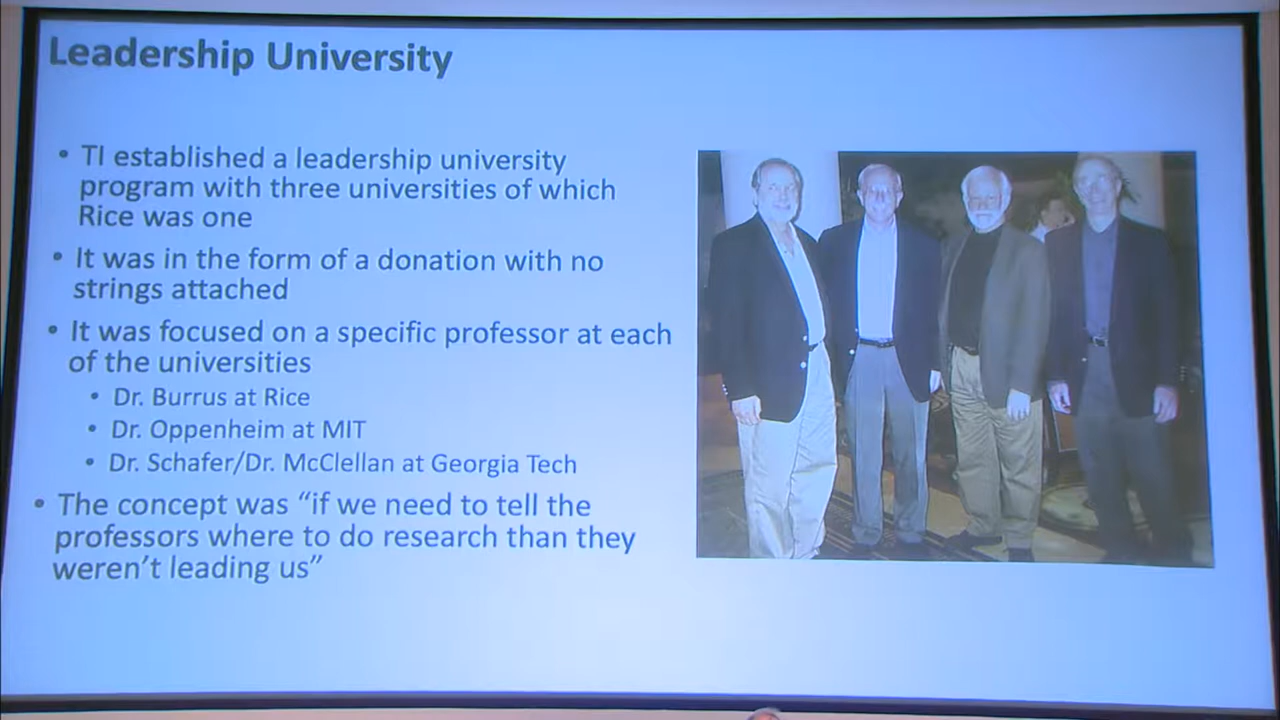 Leadership University
• TI established a leadership university
program with three universities of which
Rice was one
• It was in the form of a donation with no
strings attached
• It was focused on a specific professor at each
of the universities
• Dr. Burrus at Rice
• Dr. Oppenheim at MIT
• Dr. Schafer/Dr. McClellan at Georgia Tech
• The concept was “if we need to tell the
professors where to do research than they
weren’t leading us”